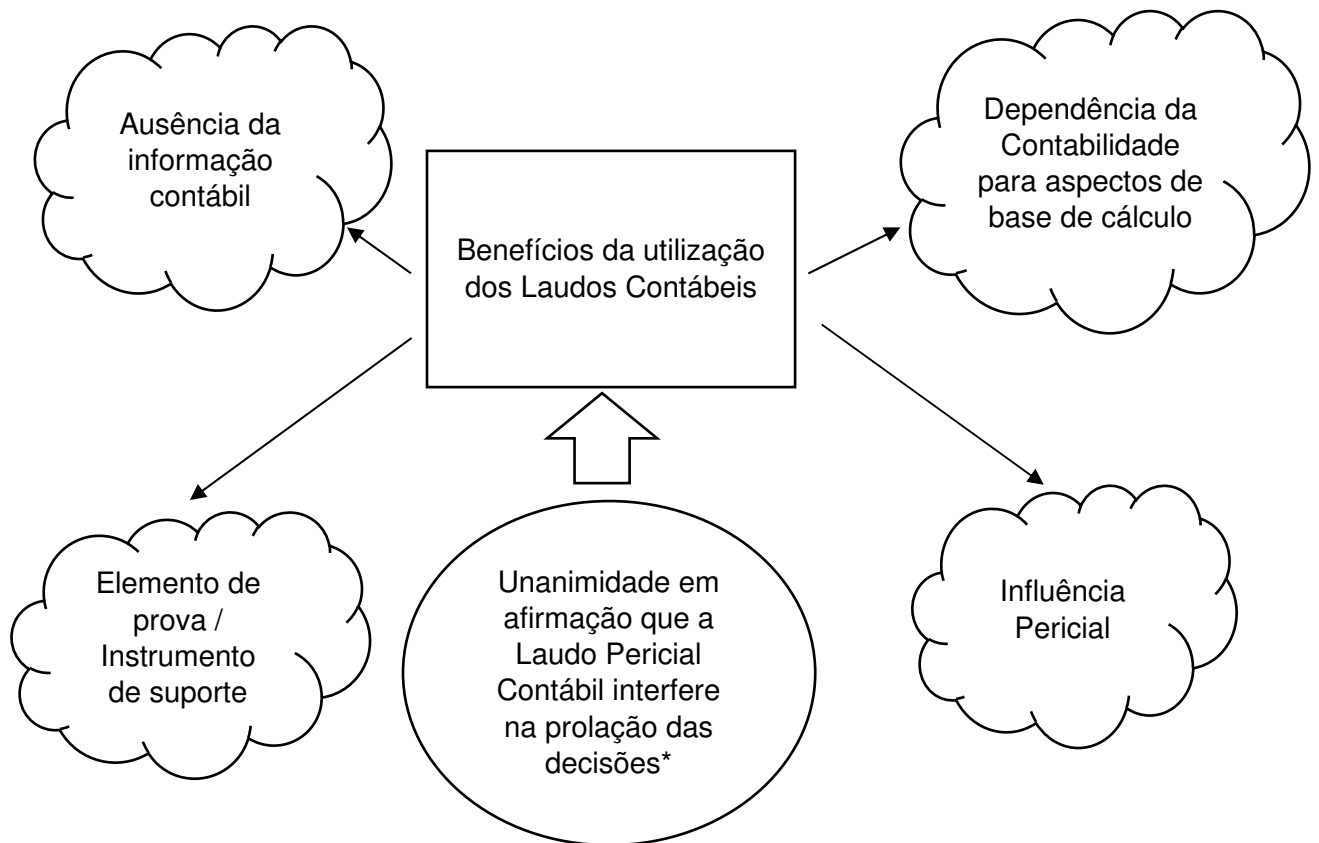 Ausência da
informação
contábil
Benefícios da utilização
dos Laudos Contábeis
Dependência da
Contabilidade
para aspectos de
base de cálculo
Elemento de
prova /
Instrumento
de suporte
Unanimidade em
afirmação que a
Laudo Pericial
Contábil interfere
na prolação das
decisões*
Influência
Pericial